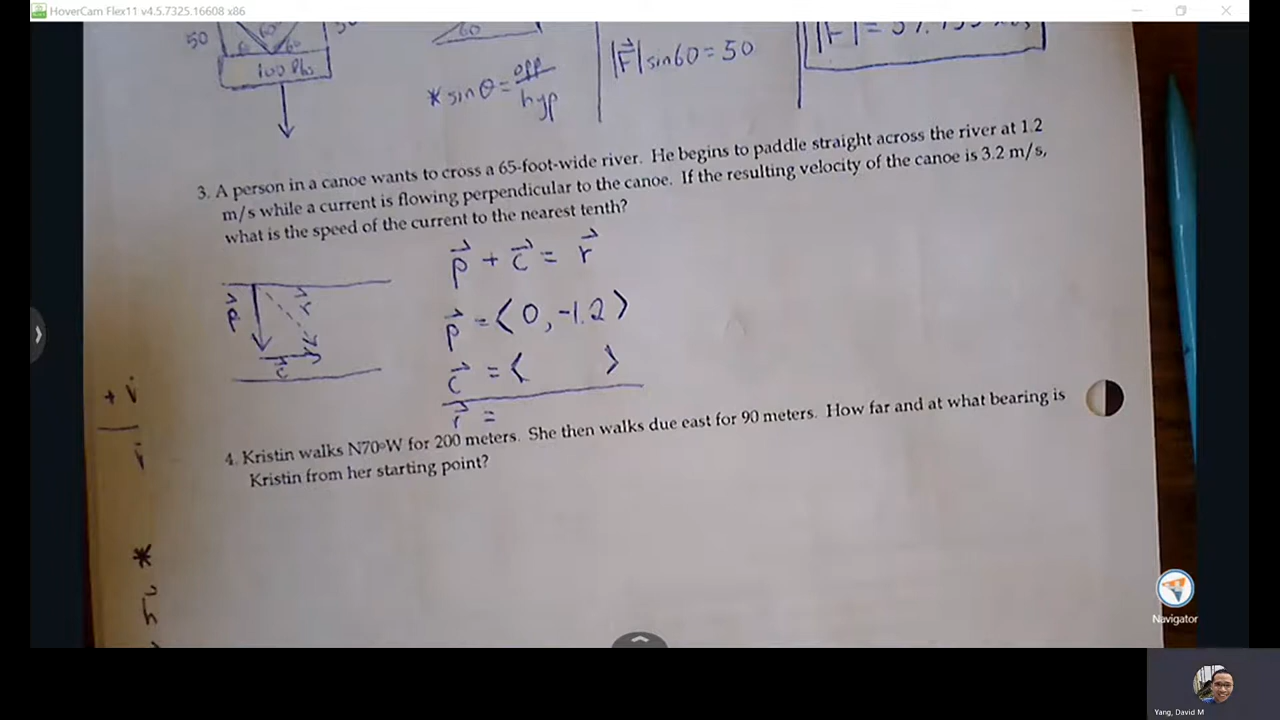 HoverCam Flex11 v4.5.7325.16608 x86
50
60
60
100 lbs
60
* sin θ = opp/hyp
|F⃗| sin 60 = 50
3. A person in a canoe wants to cross a 65-foot-wide river. He begins to paddle straight across the river at 1.2
m/s while a current is flowing perpendicular to the canoe. If the resulting velocity of the canoe is 3.2 m/s,
what is the speed of the current to the nearest tenth?
p⃗ + c⃗ = r⃗
p⃗
r⃗
c⃗
p⃗ = ⟨0, -1.2⟩
c⃗ = ⟨ ⟩
r⃗ =
4. Kristin walks N70°W for 200 meters. She then walks due east for 90 meters. How far and at what bearing is
Kristin from her starting point?
Navigator
Yang, David M